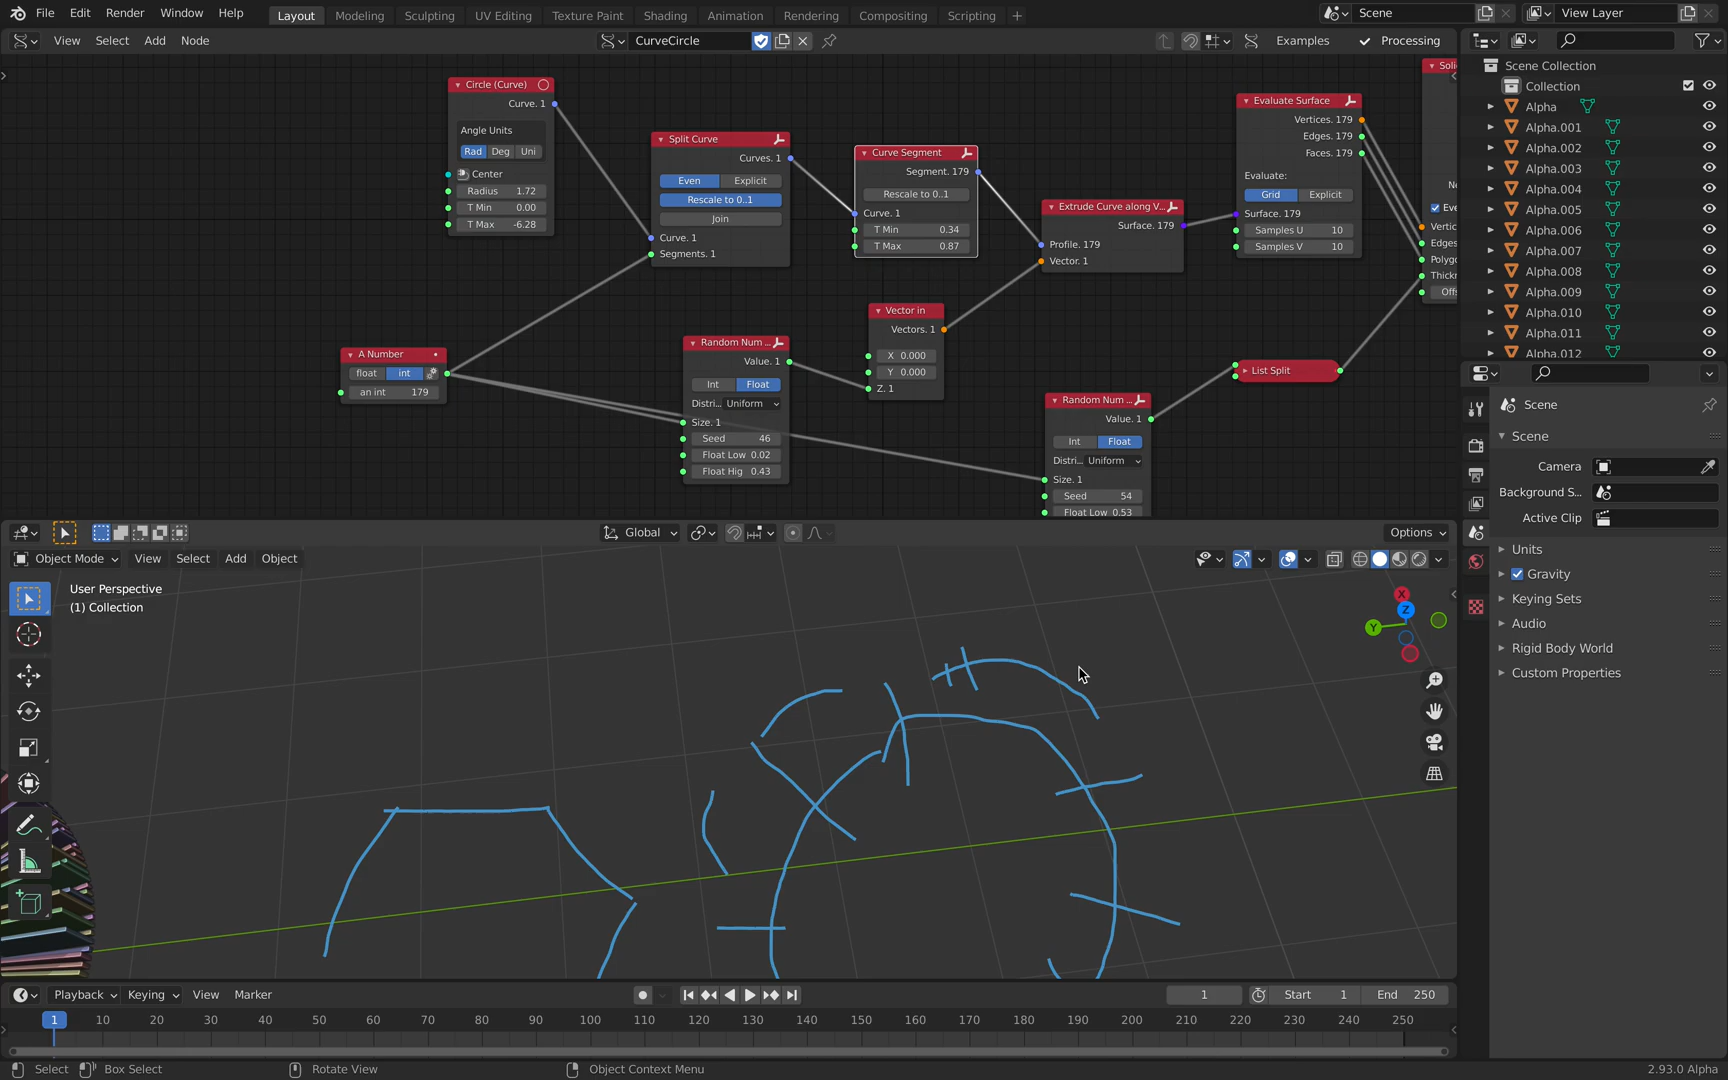 File Edit Render Window Help Layout Modeling Sculpting UV Editing Texture Paint Shading Animation Rendering Compositing Scripting + Scene View Layer
View Select Add Node CurveCircle Examples Processing
Circle (Curve)
Curve. 1
Angle Units
Rad Deg Uni
Center
Radius 1.72
T Min 0.00
T Max -6.28
Split Curve
Curves. 1
Even Explicit
Rescale to 0..1
Join
Curve. 1
Segments. 1
Curve Segment
Segment. 179
Rescale to 0..1
Curve. 1
T Min 0.34
T Max 0.87
Extrude Curve along V...
Surface. 179
Profile. 179
Vector. 1
Evaluate Surface
Vertices. 179
Edges. 179
Faces. 179
Evaluate:
Grid Explicit
Surface. 179
Samples U 10
Samples V 10
A Number
float int
an int 179
Random Num ...
Value. 1
Int Float
Distri... Uniform
Size. 1
Seed 46
Float Low 0.02
Float Hig 0.43
Vector in
Vectors. 1
X 0.000
Y 0.000
Z. 1
Random Num ...
Value. 1
Int Float
Distri... Uniform
Size. 1
Seed 54
Float Low 0.53
List Split
Scene Collection
Collection
Alpha
Alpha.001
Alpha.002
Alpha.003
Alpha.004
Alpha.005
Alpha.006
Alpha.007
Alpha.008
Alpha.009
Alpha.010
Alpha.011
Alpha.012
Scene
Scene
Camera
Background S...
Active Clip
Units
Gravity
Keying Sets
Audio
Rigid Body World
Custom Properties
Global Options
Object Mode View Select Add Object
User Perspective
(1) Collection
X
Z
Y
Playback Keying View Marker 1 Start 1 End 250
1 10 20 30 40 50 60 70 80 90 100 110 120 130 140 150 160 170 180 190 200 210 220 230 240 250
Select Box Select Rotate View Object Context Menu 2.93.0 Alpha